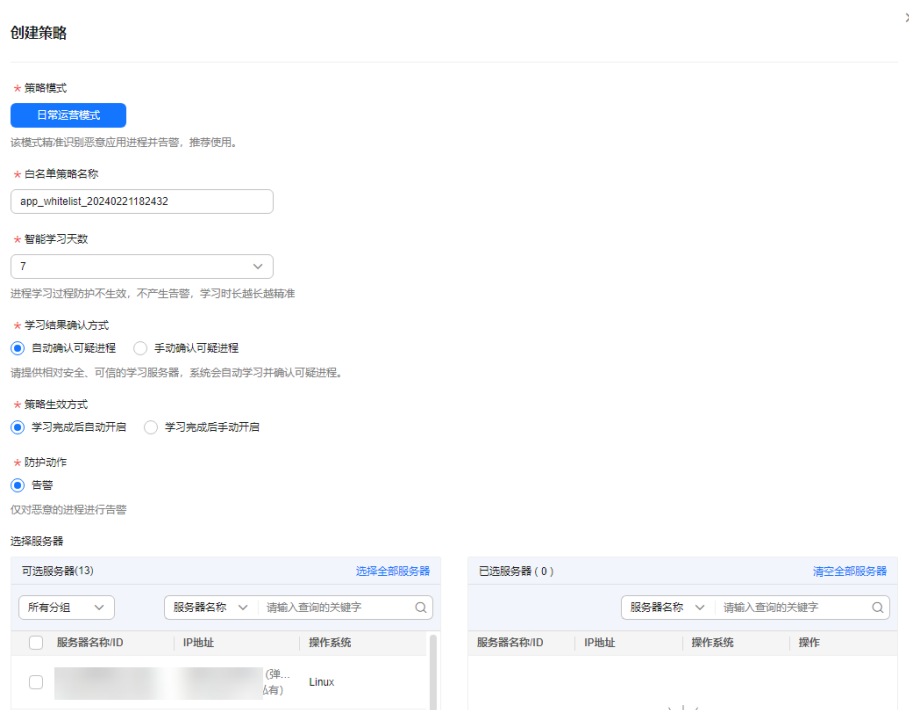 创建策略
* 策略模式
日常运营模式
该模式精准识别恶意应用进程并告警，推荐使用。
* 白名单策略名称
app_whitelist_20240221182432
* 智能学习天数
7
进程学习过程防护不生效，不产生告警，学习时长越长越精准
* 学习结果确认方式
自动确认可疑进程 手动确认可疑进程
请提供相对安全、可信的学习服务器，系统会自动学习并确认可疑进程。
* 策略生效方式
学习完成后自动开启 学习完成后手动开启
* 防护动作
告警
仅对恶意的进程进行告警
选择服务器
可选服务器(13) 选择全部服务器
所有分组 服务器名称 请输入查询的关键字
服务器名称/ID IP地址 操作系统
(弹...
私有) Linux
已选服务器 ( 0 ) 清空全部服务器
服务器名称 请输入查询的关键字
服务器名称/ID IP地址 操作系统 操作